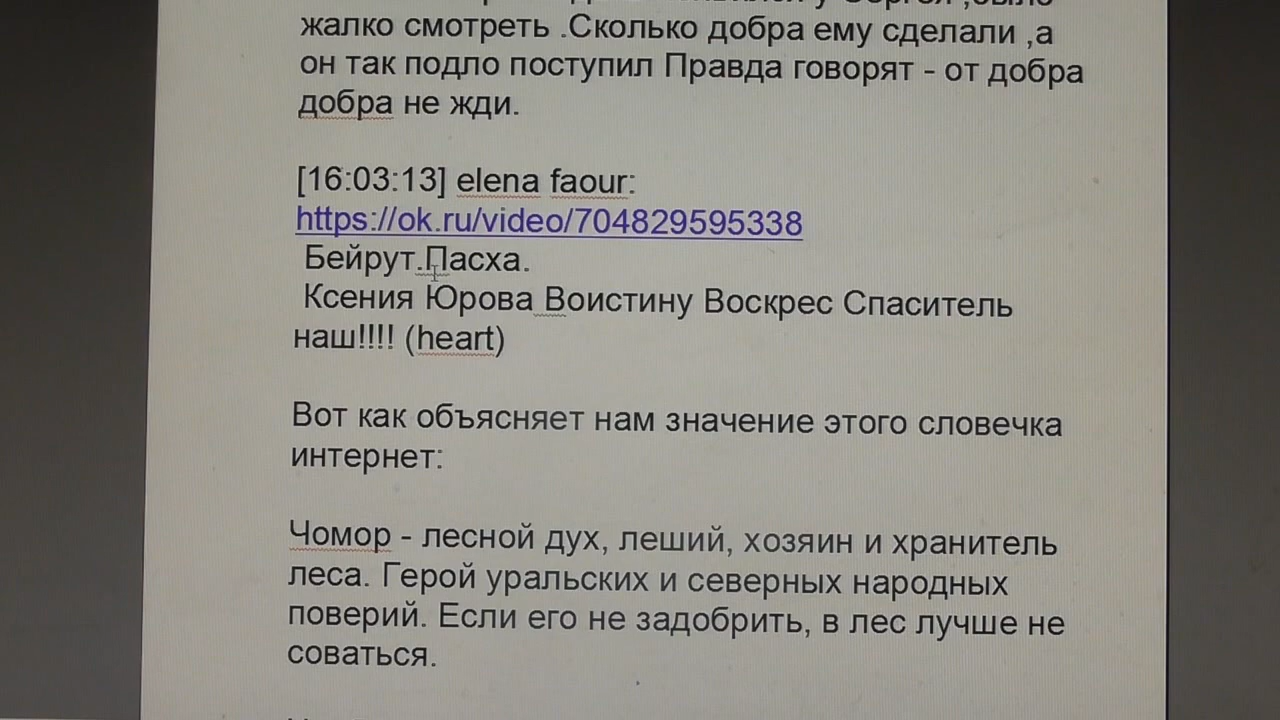 жалко смотреть .Сколько добра ему сделали ,а
он так подло поступил Правда говорят - от добра
добра не жди.
[16:03:13] elena faour:
https://ok.ru/video/704829595338
Бейрут.Пасха.
Ксения Юрова Воистину Воскрес Спаситель
наш!!!! (heart)
Вот как объясняет нам значение этого словечка
интернет:
Чомор - лесной дух, леший, хозяин и хранитель
леса. Герой уральских и северных народных
поверий. Если его не задобрить, в лес лучше не
соваться.